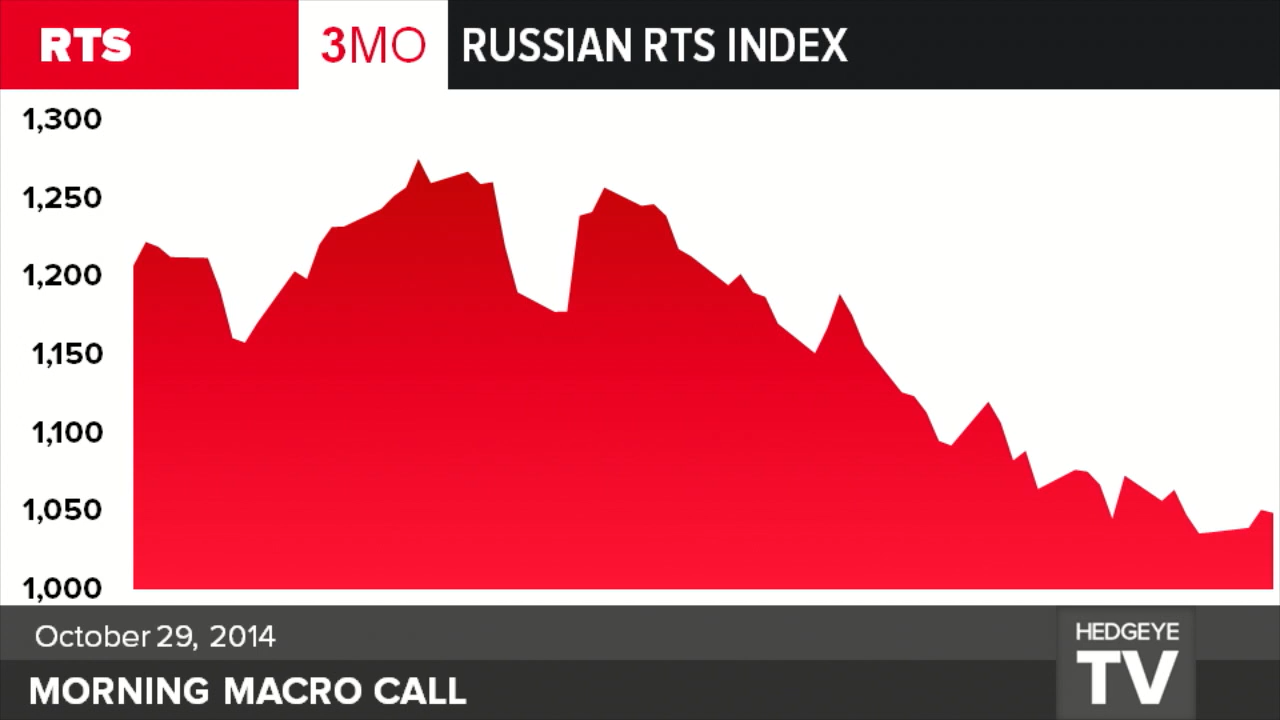 RTS
3MO
RUSSIAN RTS INDEX
1,300
1,250
1,200
1,150
1,100
1,050
1,000
October 29, 2014
MORNING MACRO CALL
HEDGEYE
TV